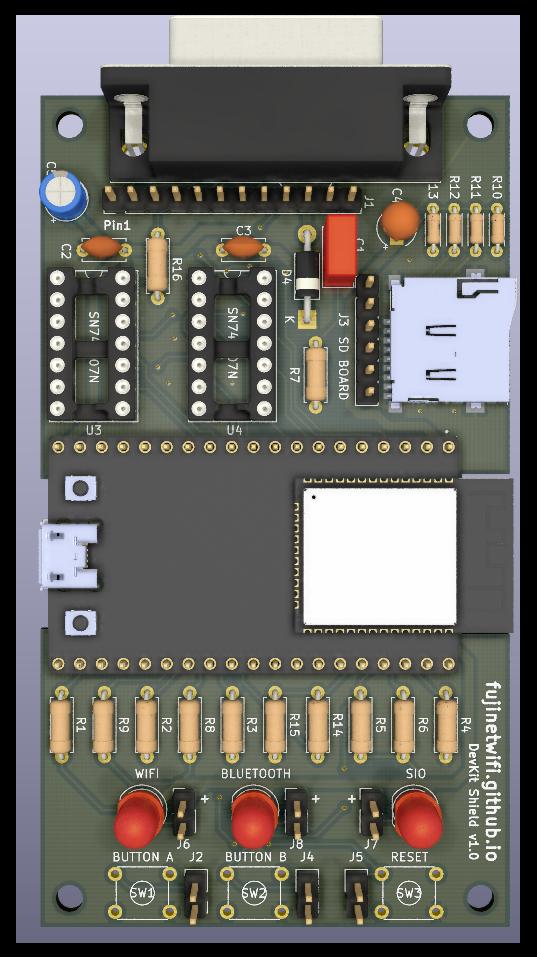 C4
13
R12
R11
R10
J1
Pin1
C2
R16
C3
D4
C1
K
SN74
07N
SN74
07N
J3 SD BOARD
R7
U3
U4
R1
R9
R2
R8
R3
R15
R14
R5
R6
R4
fujinetwifi.github.io
DevKit Shield v1.0
WIFI
BLUETOOTH
SIO
+
+
+
J6
J8
J7
BUTTON A
J2
BUTTON B
J4
J5
RESET
SW1
SW2
SW3